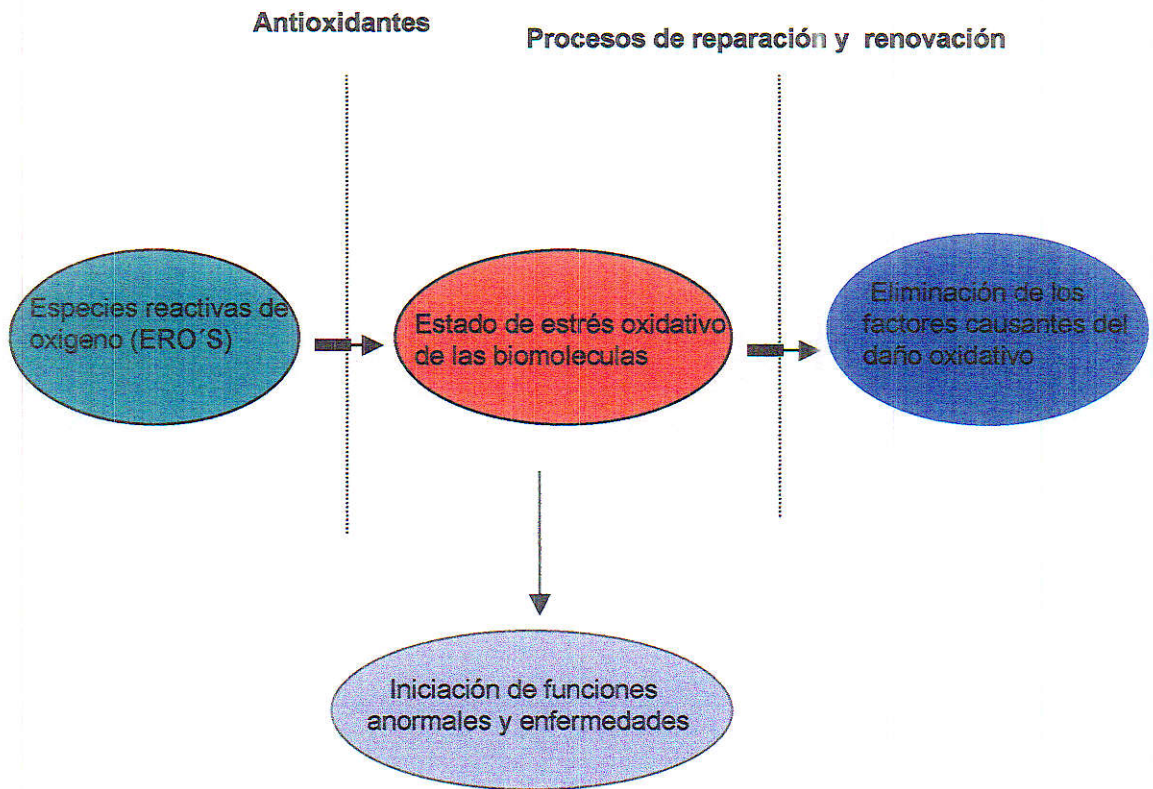 Antioxidantes
Procesos de reparación y renovación
Especies reactivas de
oxígeno (ERO´S)
Estado de estrés oxidativo
de las biomoleculas
Eliminación de los
factores causantes del
daño oxidativo
Iniciación de funciones
anormales y enfermedades